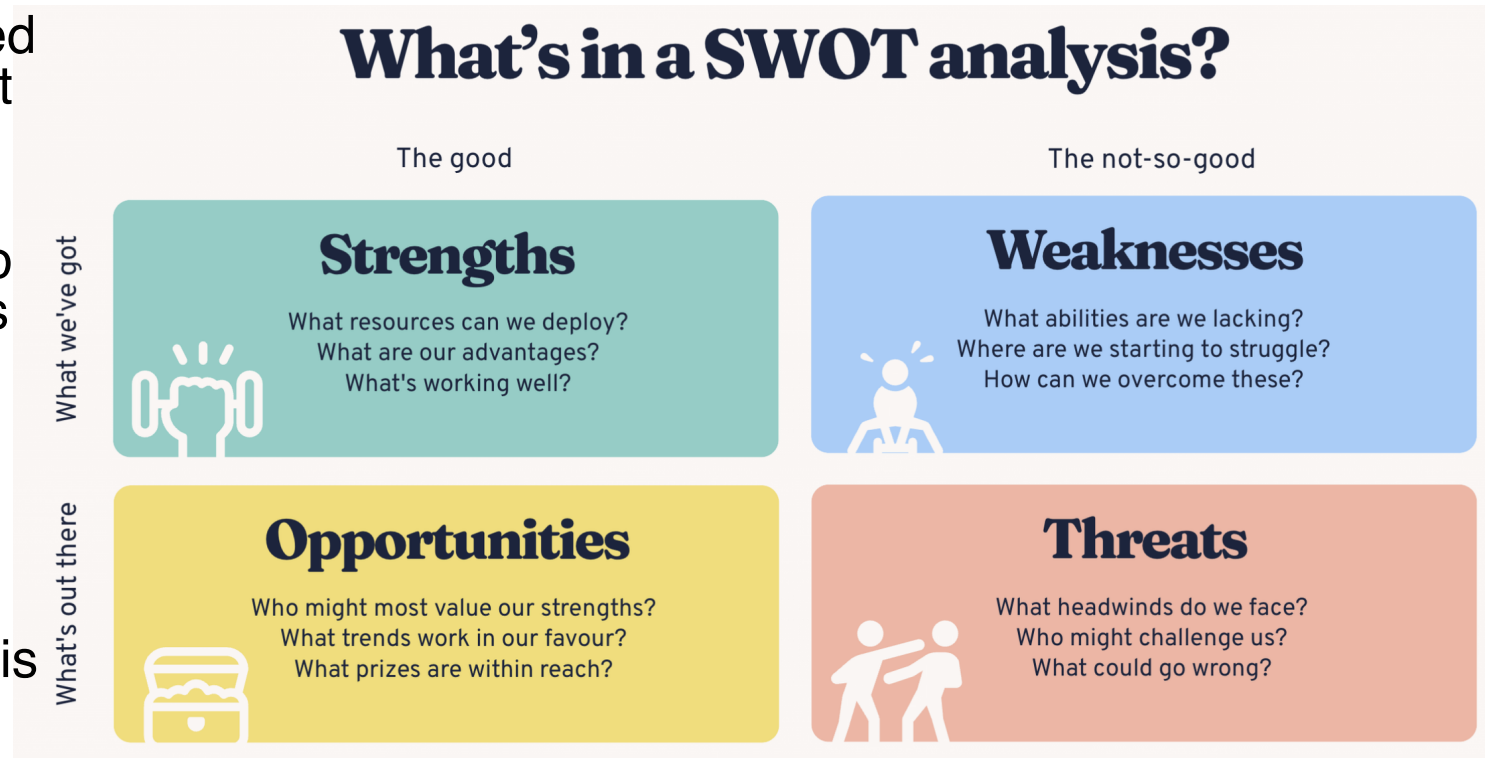 ed
t
o
s
is
What's in a SWOT analysis?
The good
The not-so-good
What we've got
Strengths
What resources can we deploy?
What are our advantages?
What's working well?
Weaknesses
What abilities are we lacking?
Where are we starting to struggle?
How can we overcome these?
What's out there
Opportunities
Who might most value our strengths?
What trends work in our favour?
What prizes are within reach?
Threats
What headwinds do we face?
Who might challenge us?
What could go wrong?